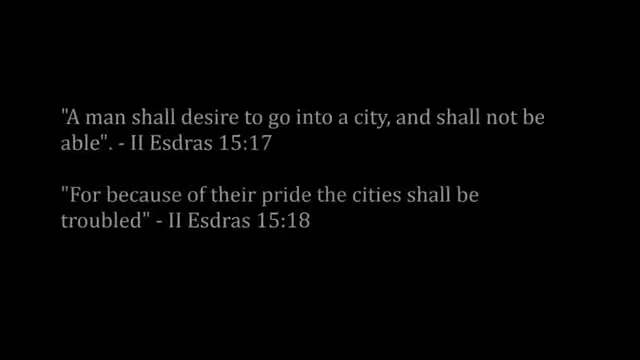 "A man shall desire to go into a city, and shall not be
able". - II Esdras 15:17
"For because of their pride the cities shall be
troubled" - II Esdras 15:18